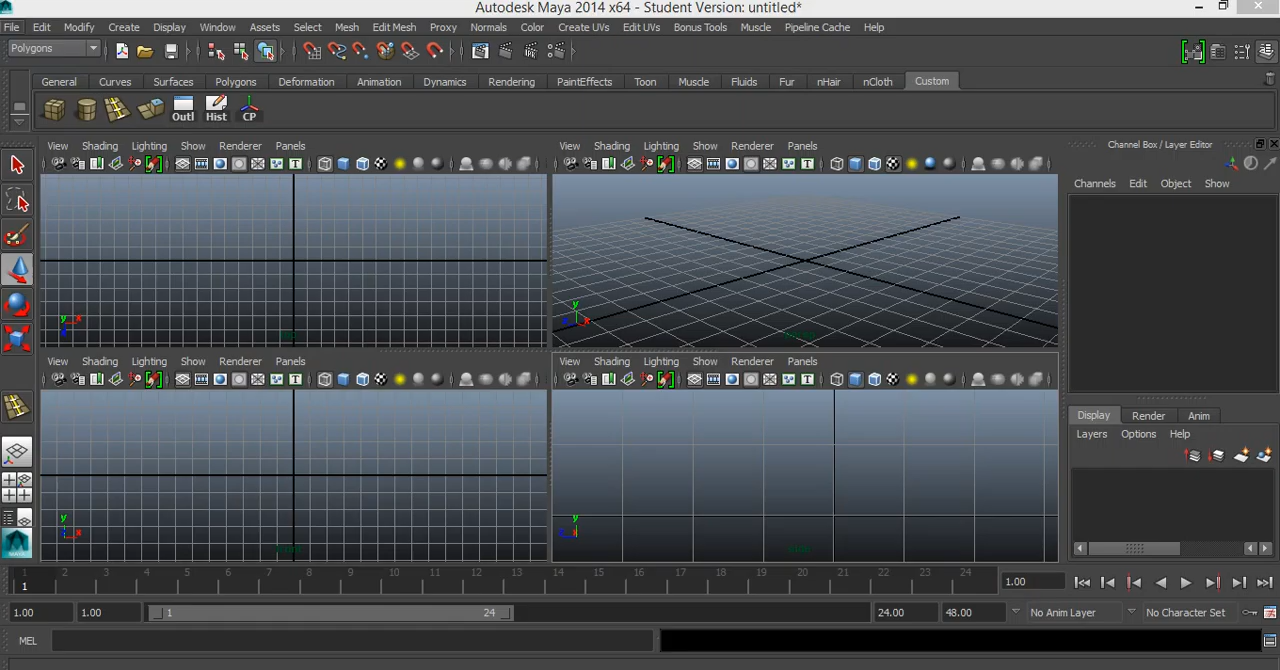 Autodesk Maya 2014 x64 - Student Version: untitled*
File Edit Modify Create Display Window Assets Select Mesh Edit Mesh Proxy Normals Color Create UVs Edit UVs Bonus Tools Muscle Pipeline Cache Help
Polygons
General Curves Surfaces Polygons Deformation Animation Dynamics Rendering PaintEffects Toon Muscle Fluids Fur nHair nCloth Custom
Outl Hist CP
View Shading Lighting Show Renderer Panels
View Shading Lighting Show Renderer Panels
Channel Box / Layer Editor
Channels Edit Object Show
y x
y x
View Shading Lighting Show Renderer Panels
View Shading Lighting Show Renderer Panels
Display Render Anim
Layers Options Help
y x
y
MAYA
1 2 3 4 5 6 7 8 9 10 11 12 13 14 15 16 17 18 19 20 21 22 23 24
1
1.00
1.00 1.00 1 24 24.00 48.00 No Anim Layer No Character Set
MEL